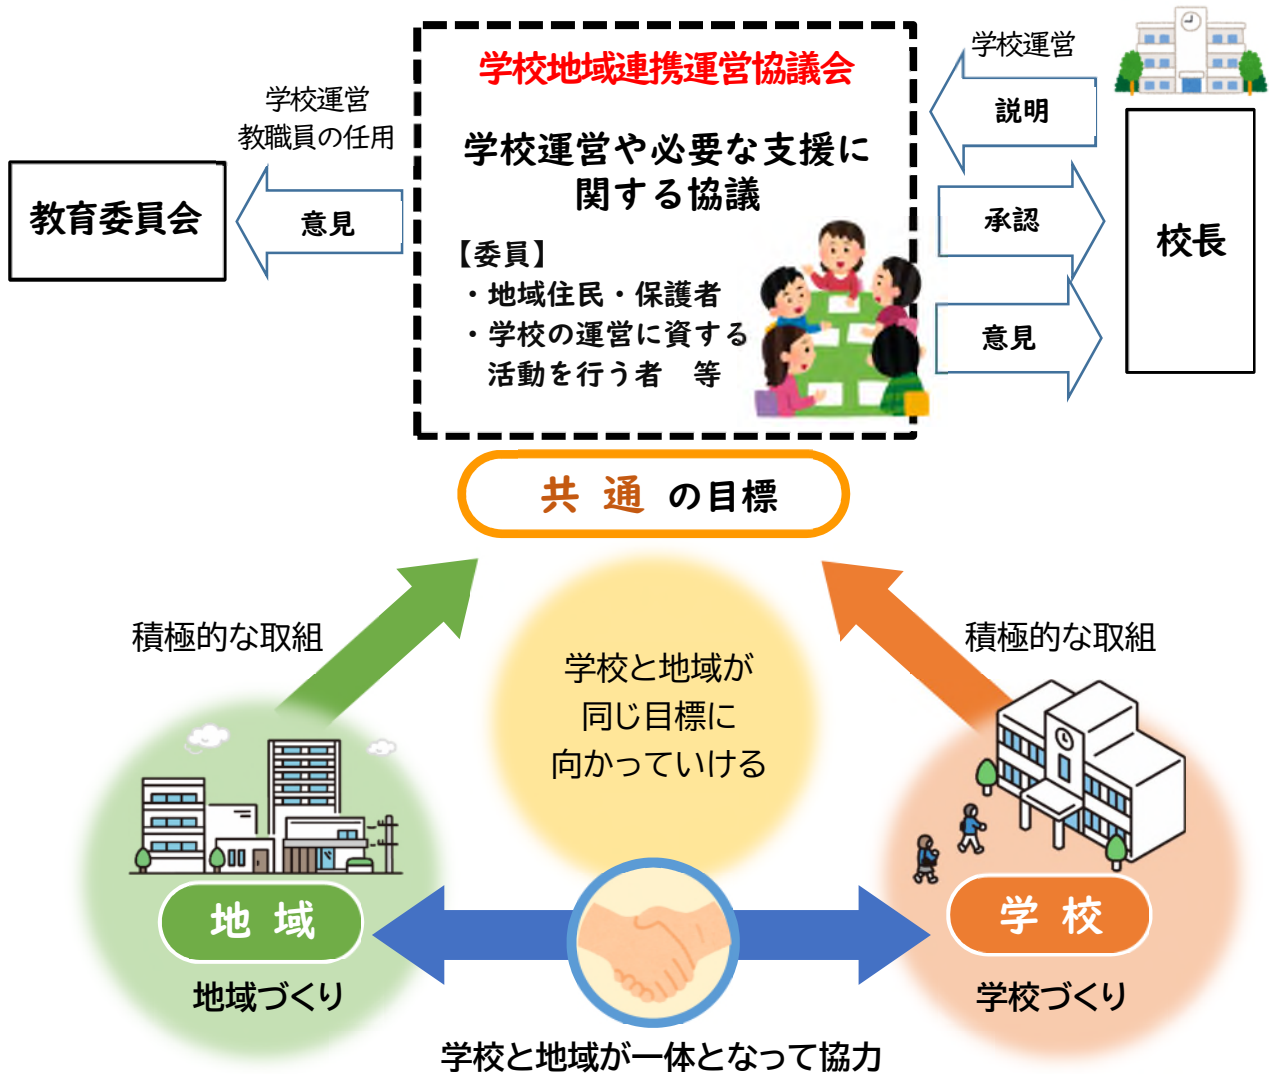 学校地域連携運営協議会
学校運営や必要な支援に
関する協議
【委員】
・地域住民・保護者
・学校の運営に資する
活動を行う者　等
学校運営
教職員の任用
意見
教育委員会
学校運営
説明
承認
意見
校長
共 通 の目標
積極的な取組
積極的な取組
学校と地域が
同じ目標に
向かっていける
地 域
地域づくり
学 校
学校づくり
学校と地域が一体となって協力